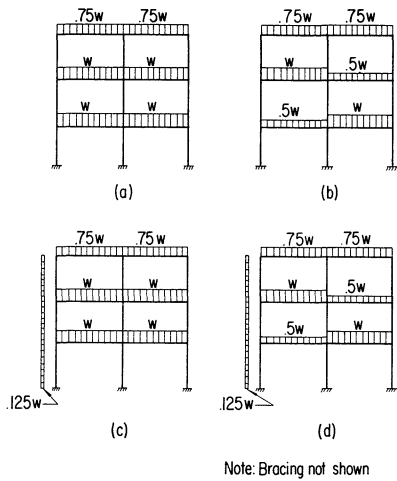 .75w .75w .75w .75w
w w w .5w
w w .5w w
(a) (b)
.75w .75w .75w .75w
w w w .5w
w w .5w w
.125w .125w
(c) (d)
Note: Bracing not shown